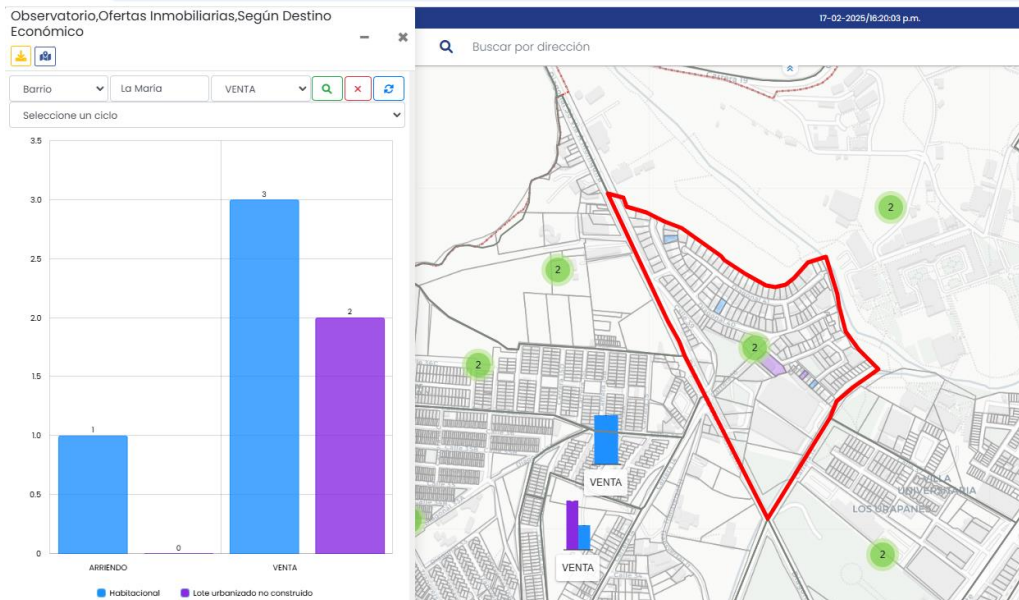 Observatorio,Ofertas Inmobiliarias,Según Destino
Económico
17-02-2025/16:20:03 p.m.
Buscar por dirección
Barrio
La María
VENTA
Seleccione un ciclo
3.5
3.0
2.5
2.0
1.5
1.0
0.5
0
1
0
3
2
ARRIENDO
VENTA
Habitacional
Lote urbanizado no construido
2
2
2
2
VENTA
VENTA
VILLA
UNIVERSITARIA
LOS URAPANES
2